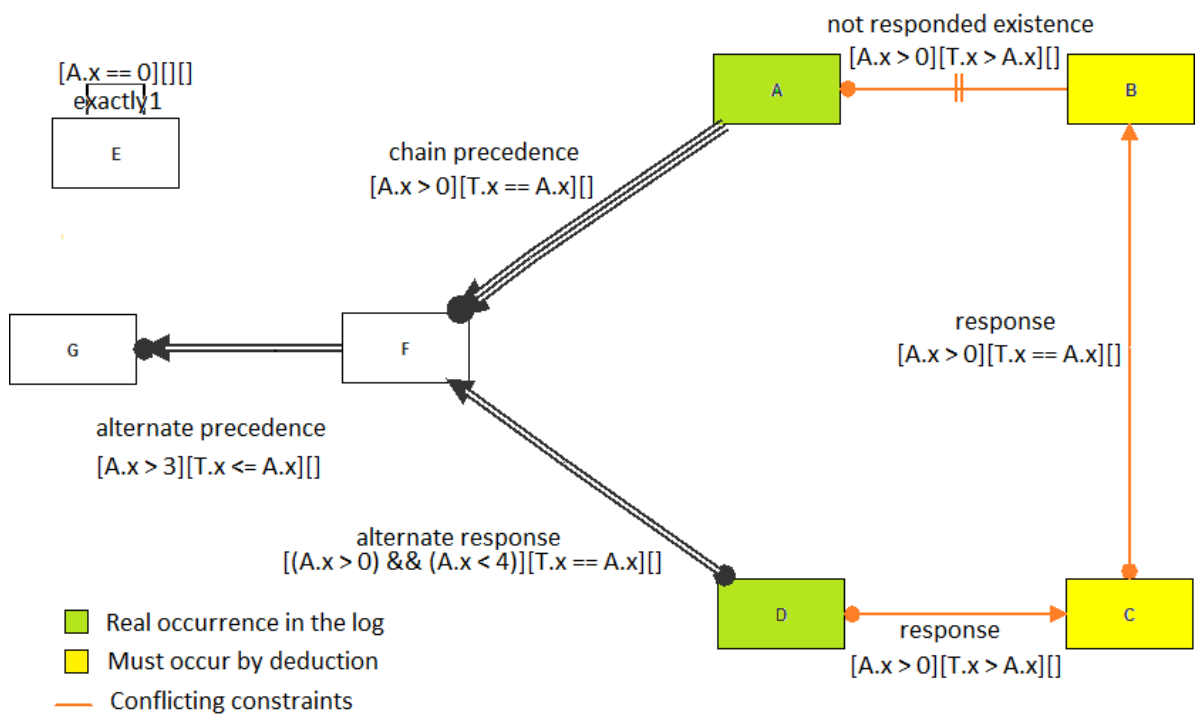 not responded existence
[A.x > 0][T.x > A.x][]
[A.x == 0][][]
exactly1
A
B
E
chain precedence
[A.x > 0][T.x == A.x][]
response
[A.x > 0][T.x == A.x][]
G
F
alternate precedence
[A.x > 3][T.x <= A.x][]
alternate response
[(A.x > 0) && (A.x < 4)][T.x == A.x][]
D
C
response
[A.x > 0][T.x > A.x][]
Real occurrence in the log
Must occur by deduction
Conflicting constraints